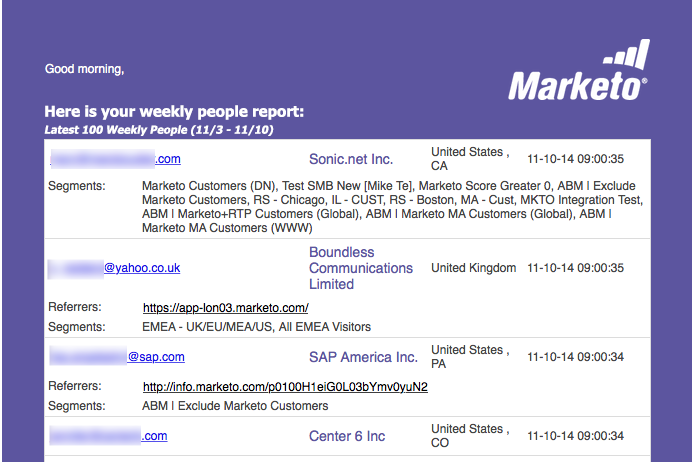 Good morning,
Marketo®
Here is your weekly people report:
Latest 100 Weekly People (11/3 - 11/10)
.com Sonic.net Inc. United States , CA 11-10-14 09:00:35
Segments: Marketo Customers (DN), Test SMB New [Mike Te], Marketo Score Greater 0, ABM | Exclude
Marketo Customers, RS - Chicago, IL - CUST, RS - Boston, MA - Cust, MKTO Integration Test,
ABM | Marketo+RTP Customers (Global), ABM | Marketo MA Customers (Global), ABM |
Marketo MA Customers (WWW)
@yahoo.co.uk Boundless Communications Limited United Kingdom 11-10-14 09:00:35
Referrers: https://app-lon03.marketo.com/
Segments: EMEA - UK/EU/MEA/US, All EMEA Visitors
@sap.com SAP America Inc. United States , PA 11-10-14 09:00:34
Referrers: http://info.marketo.com/p0100H1eiG0L03bYmv0yuN2
Segments: ABM | Exclude Marketo Customers
.com Center 6 Inc United States , CO 11-10-14 09:00:34